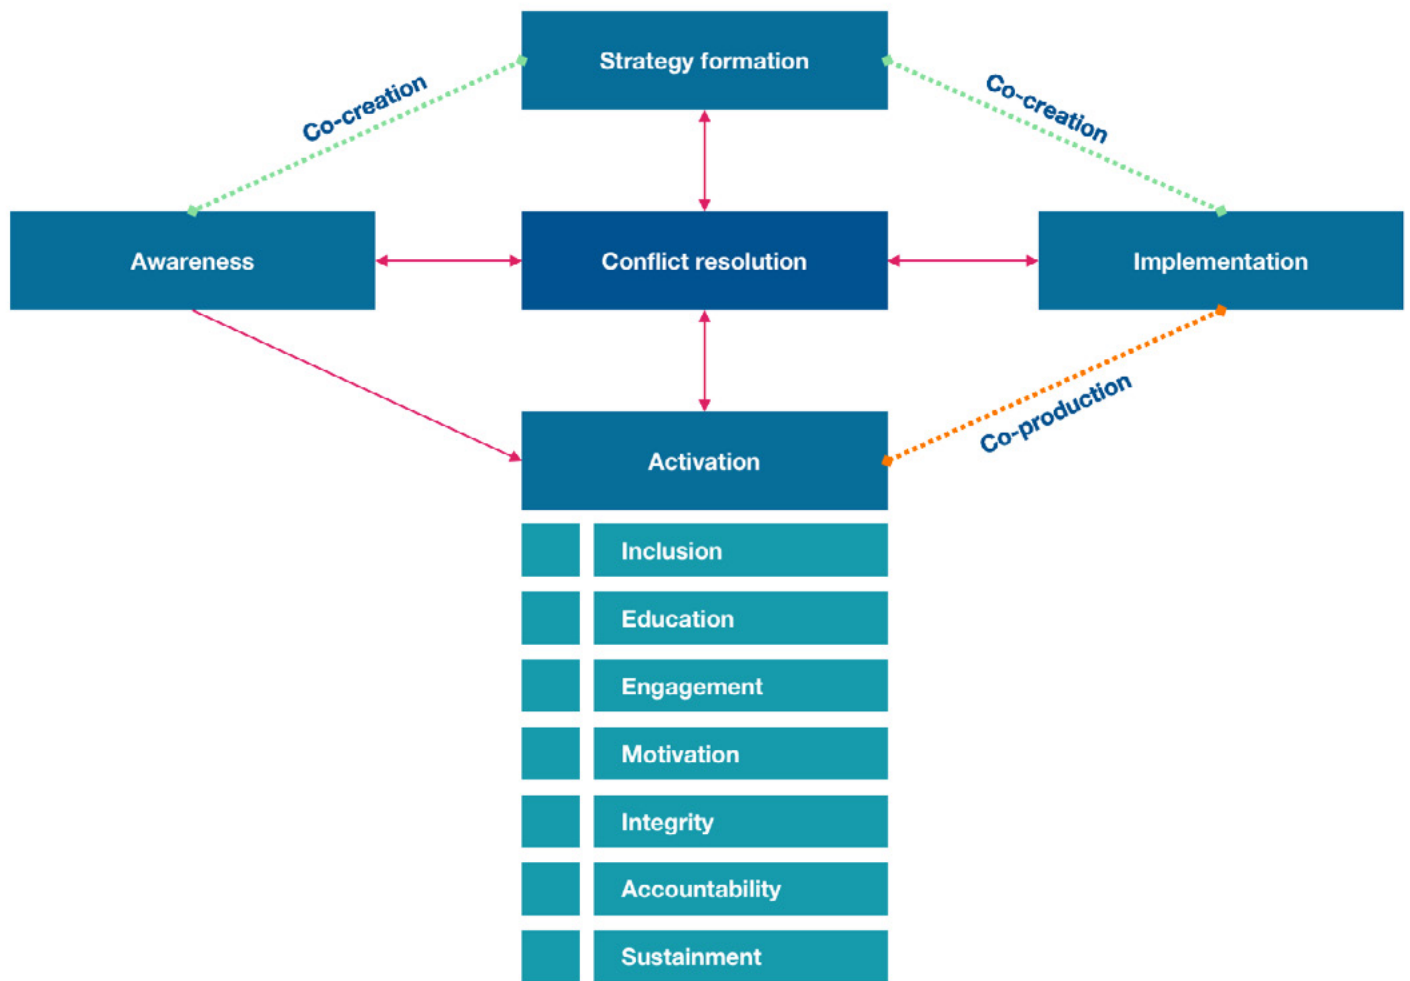 Strategy formation
Co-creation
Co-creation
Awareness
Conflict resolution
Implementation
Co-production
Activation
Inclusion
Education
Engagement
Motivation
Integrity
Accountability
Sustainment